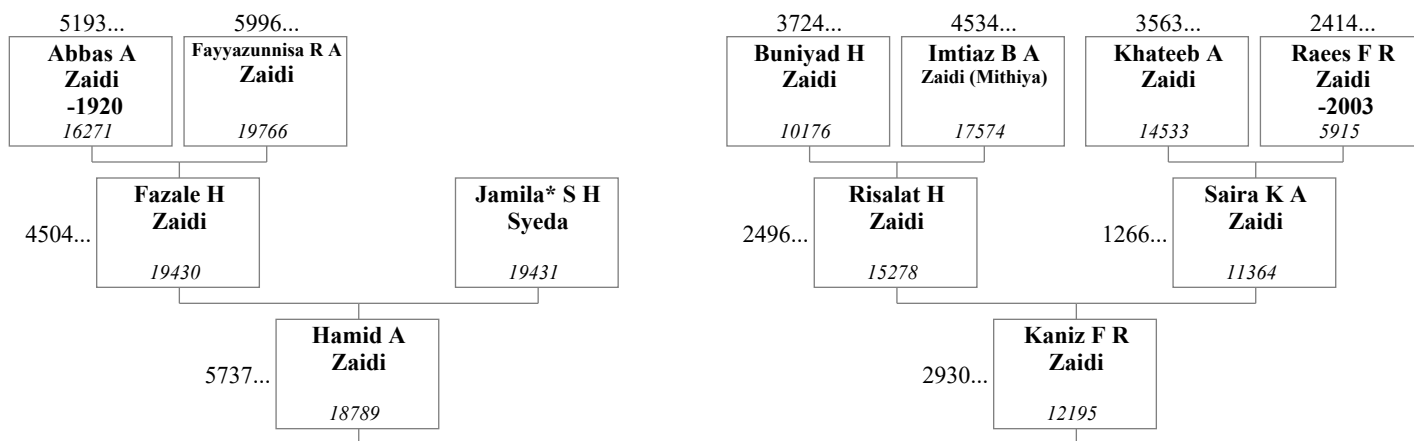 5193... 5996... 3724... 4534... 3563... 2414...
Abbas A
Zaidi
-1920
16271
Fayyazunnisa R A
Zaidi
19766
Buniyad H
Zaidi
10176
Imtiaz B A
Zaidi (Mithiya)
17574
Khateeb A
Zaidi
14533
Raees F R
Zaidi
-2003
5915
4504...
Fazale H
Zaidi
19430
Jamila* S H
Syeda
19431
2496...
Risalat H
Zaidi
15278
1266...
Saira K A
Zaidi
11364
5737...
Hamid A
Zaidi
18789
2930...
Kaniz F R
Zaidi
12195